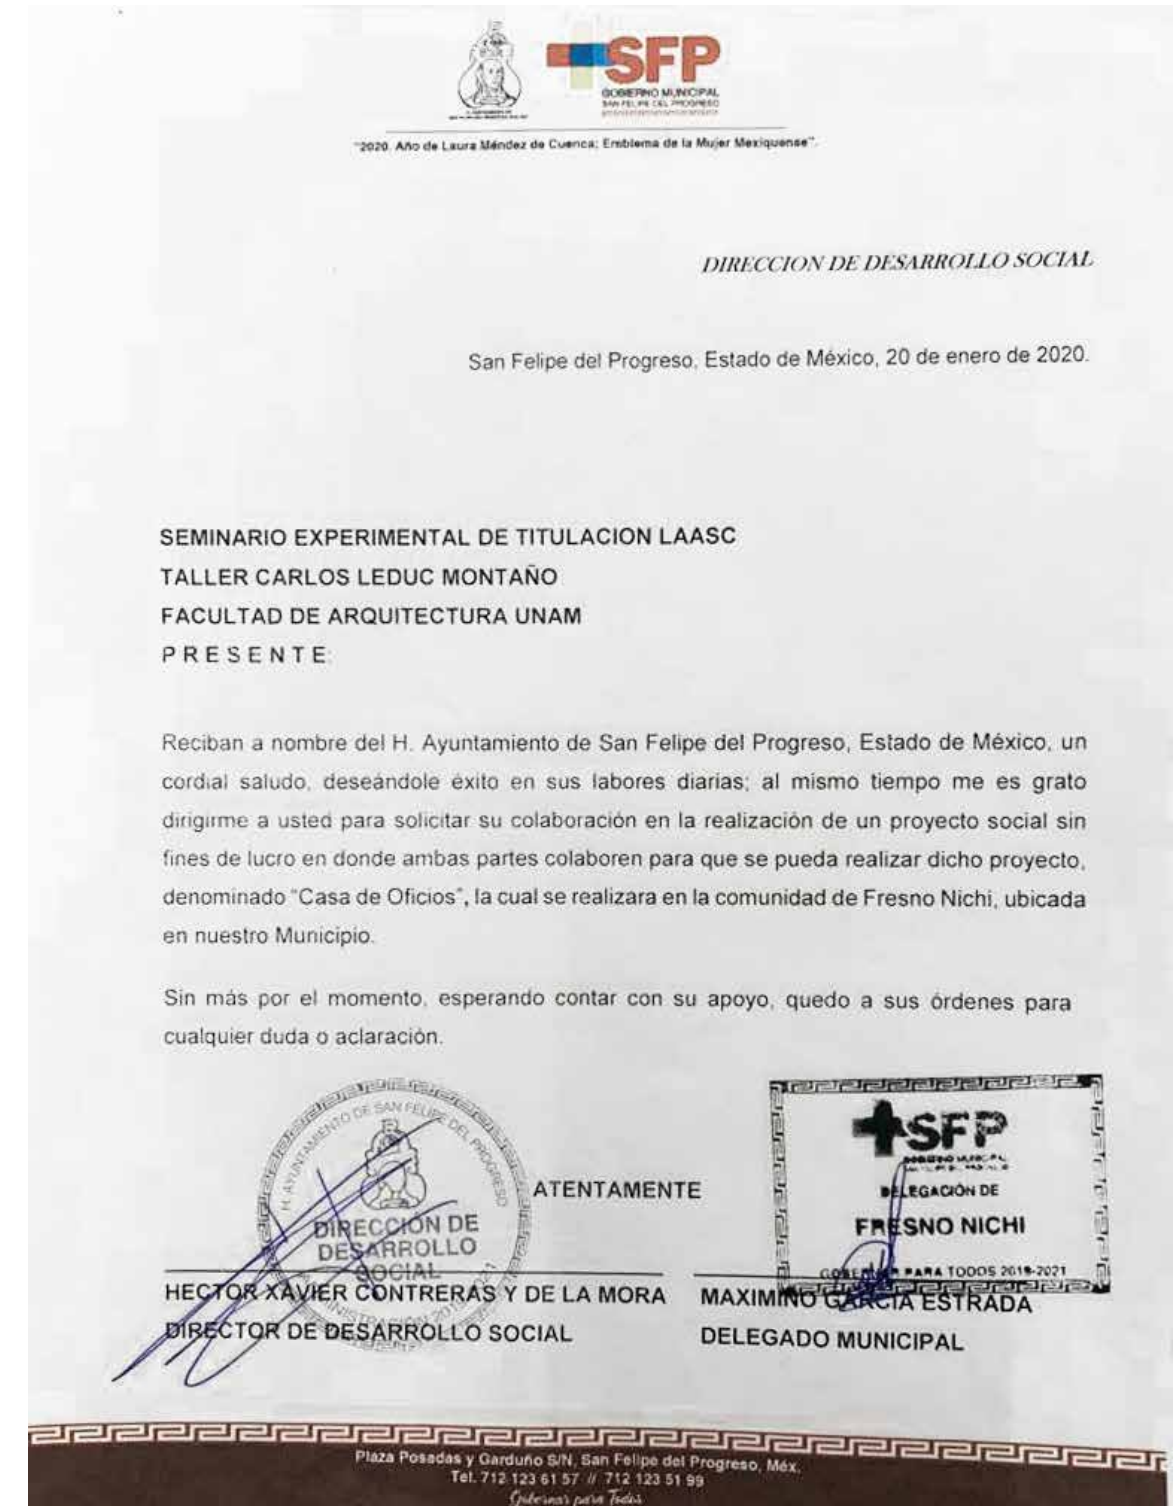 SFP
GOBIERNO MUNICIPAL
SAN FELIPE DEL PROGRESO
"2020. Año de Laura Méndez de Cuenca; Emblema de la Mujer Mexiquense".
DIRECCION DE DESARROLLO SOCIAL
San Felipe del Progreso, Estado de México, 20 de enero de 2020.
SEMINARIO EXPERIMENTAL DE TITULACION LAASC
TALLER CARLOS LEDUC MONTAÑO
FACULTAD DE ARQUITECTURA UNAM
P R E S E N T E:
Reciban a nombre del H. Ayuntamiento de San Felipe del Progreso, Estado de México, un
cordial saludo, deseándole éxito en sus labores diarias; al mismo tiempo me es grato
dirigirme a usted para solicitar su colaboración en la realización de un proyecto social sin
fines de lucro en donde ambas partes colaboren para que se pueda realizar dicho proyecto,
denominado "Casa de Oficios", la cual se realizara en la comunidad de Fresno Nichi, ubicada
en nuestro Municipio.
Sin más por el momento, esperando contar con su apoyo, quedo a sus órdenes para
cualquier duda o aclaración.
H. AYUNTAMIENTO DE SAN FELIPE DEL PROGRESO
DIRECCIÓN DE
DESARROLLO
SOCIAL
ADMINISTRACIÓN 2019-2021
ATENTAMENTE
SFP
GOBIERNO MUNICIPAL
DELEGACIÓN DE
FRESNO NICHI
GOBERNAR PARA TODOS 2019-2021
HECTOR XAVIER CONTRERAS Y DE LA MORA
DIRECTOR DE DESARROLLO SOCIAL
MAXIMINO GARCIA ESTRADA
DELEGADO MUNICIPAL
Plaza Posadas y Garduño S/N, San Felipe del Progreso, Méx.
Tel. 712 123 61 57 // 712 123 51 99
Gobernar para Todos